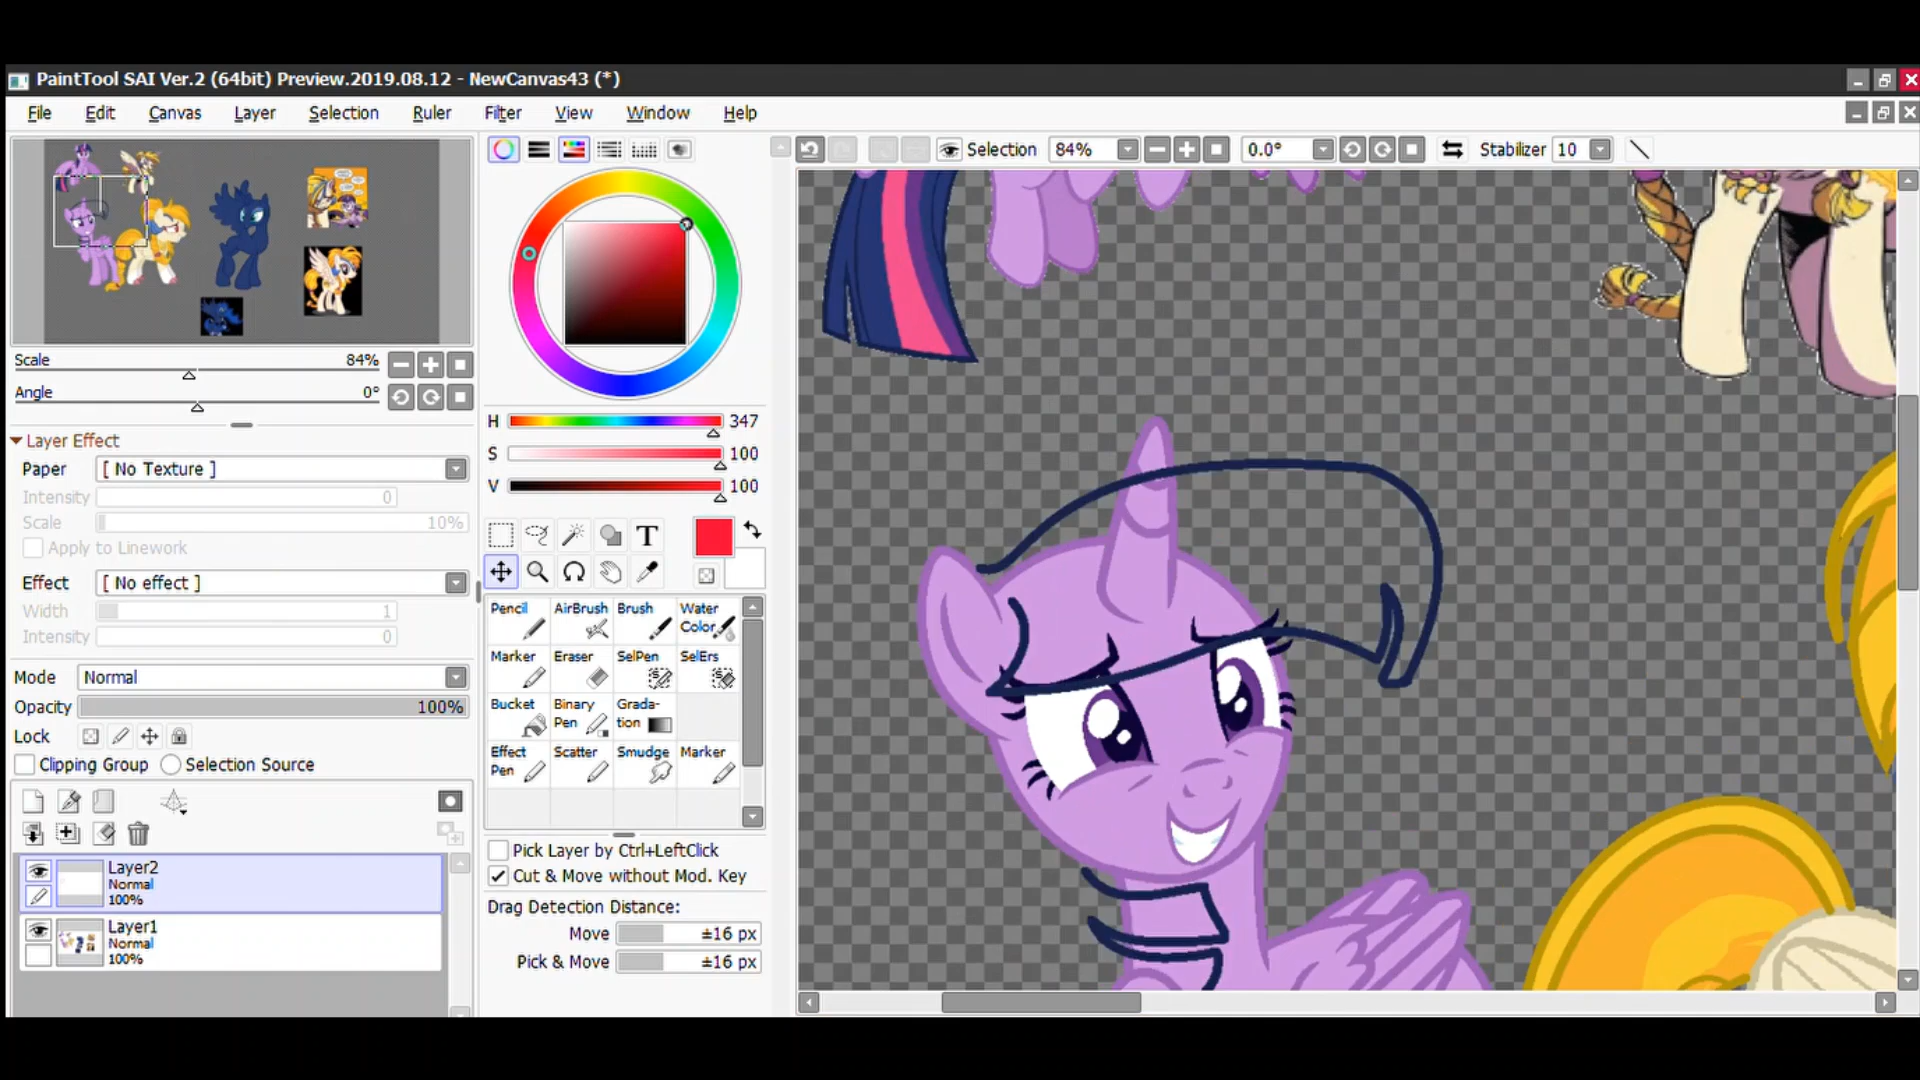 PaintTool SAI Ver.2 (64bit) Preview.2019.08.12 - NewCanvas43 (*)
File Edit Canvas Layer Selection Ruler Filter View Window Help
Selection 84% 0.0° Stabilizer 10
Scale 84%
Angle 0°
Layer Effect
Paper [ No Texture ]
Intensity 0
Scale 10%
Apply to Linework
Effect [ No effect ]
Width 1
Intensity 0
Mode Normal
Opacity 100%
Lock
Clipping Group Selection Source
Layer2
Normal
100%
Layer1
Normal
100%
H 347
S 100
V 100
T
Pencil AirBrush Brush Water Color
Marker Eraser SelPen SelErs
Bucket Binary Pen Grada-tion
Effect Pen Scatter Smudge Marker
Pick Layer by Ctrl+LeftClick
Cut & Move without Mod. Key
Drag Detection Distance:
Move ±16 px
Pick & Move ±16 px